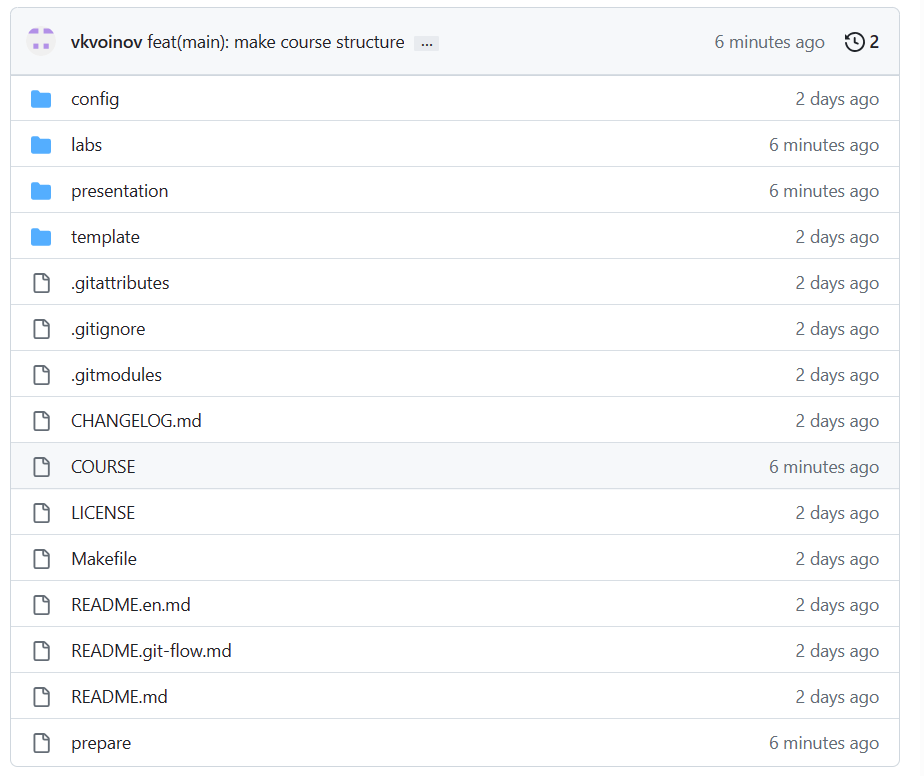 vkvoinov feat(main): make course structure ... 6 minutes ago 2
config 2 days ago
labs 6 minutes ago
presentation 6 minutes ago
template 2 days ago
.gitattributes 2 days ago
.gitignore 2 days ago
.gitmodules 2 days ago
CHANGELOG.md 2 days ago
COURSE 6 minutes ago
LICENSE 2 days ago
Makefile 2 days ago
README.en.md 2 days ago
README.git-flow.md 2 days ago
README.md 2 days ago
prepare 6 minutes ago